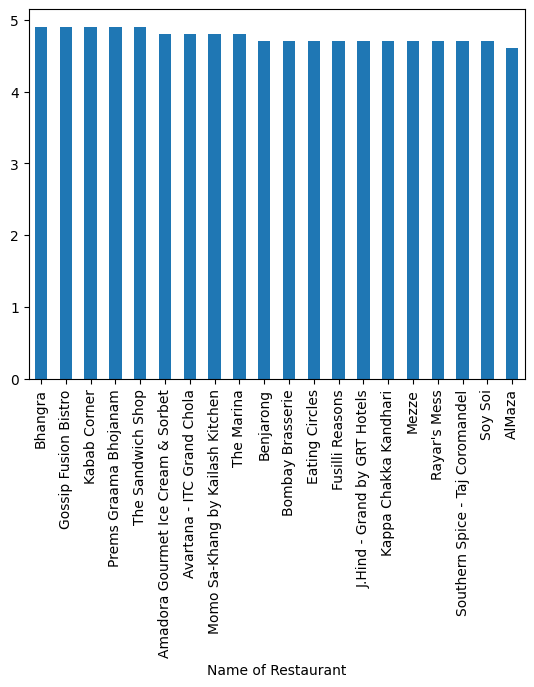 5
4
3
2
1
0
Bhangra
Gossip Fusion Bistro
Kabab Corner
Prems Graama Bhojanam
The Sandwich Shop
Amadora Gourmet Ice Cream & Sorbet
Avartana - ITC Grand Chola
Momo Sa-Khang by Kailash Kitchen
The Marina
Benjarong
Bombay Brasserie
Eating Circles
Fusilli Reasons
J.Hind - Grand by GRT Hotels
Kappa Chakka Kandhari
Mezze
Rayar's Mess
Southern Spice - Taj Coromandel
Soy Soi
AlMaza
Name of Restaurant